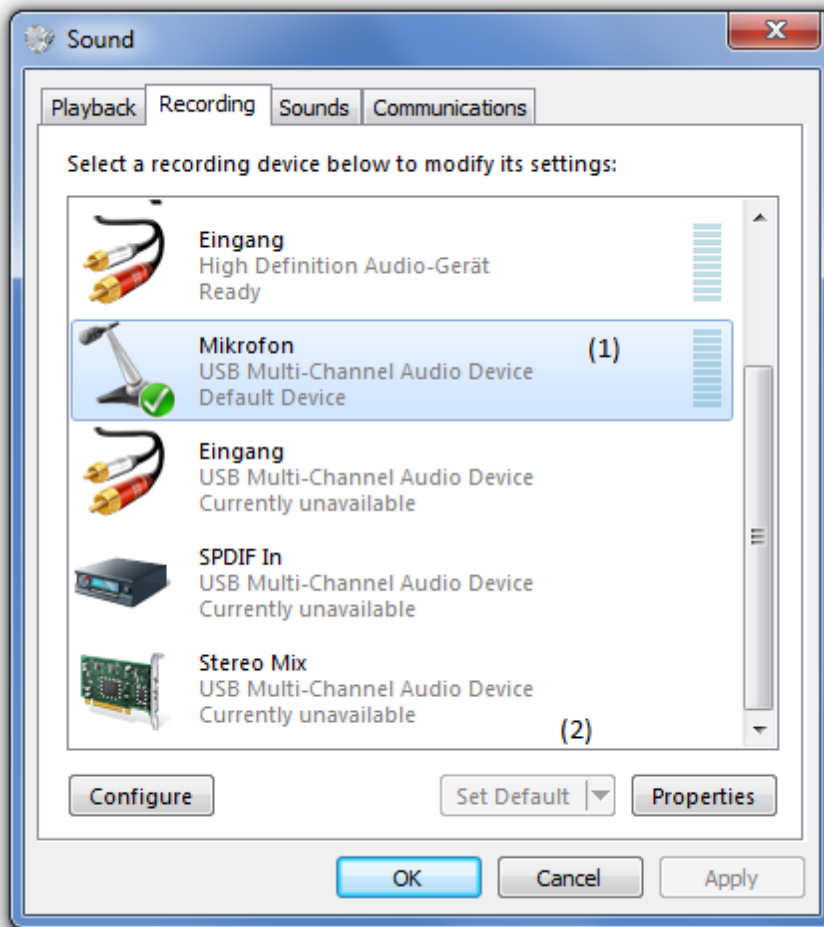 Sound
Playback Recording Sounds Communications
Select a recording device below to modify its settings:
Eingang
High Definition Audio-Gerät
Ready
Mikrofon (1)
USB Multi-Channel Audio Device
Default Device
Eingang
USB Multi-Channel Audio Device
Currently unavailable
SPDIF In
USB Multi-Channel Audio Device
Currently unavailable
Stereo Mix
USB Multi-Channel Audio Device
Currently unavailable
(2)
Configure Set Default Properties
OK Cancel Apply